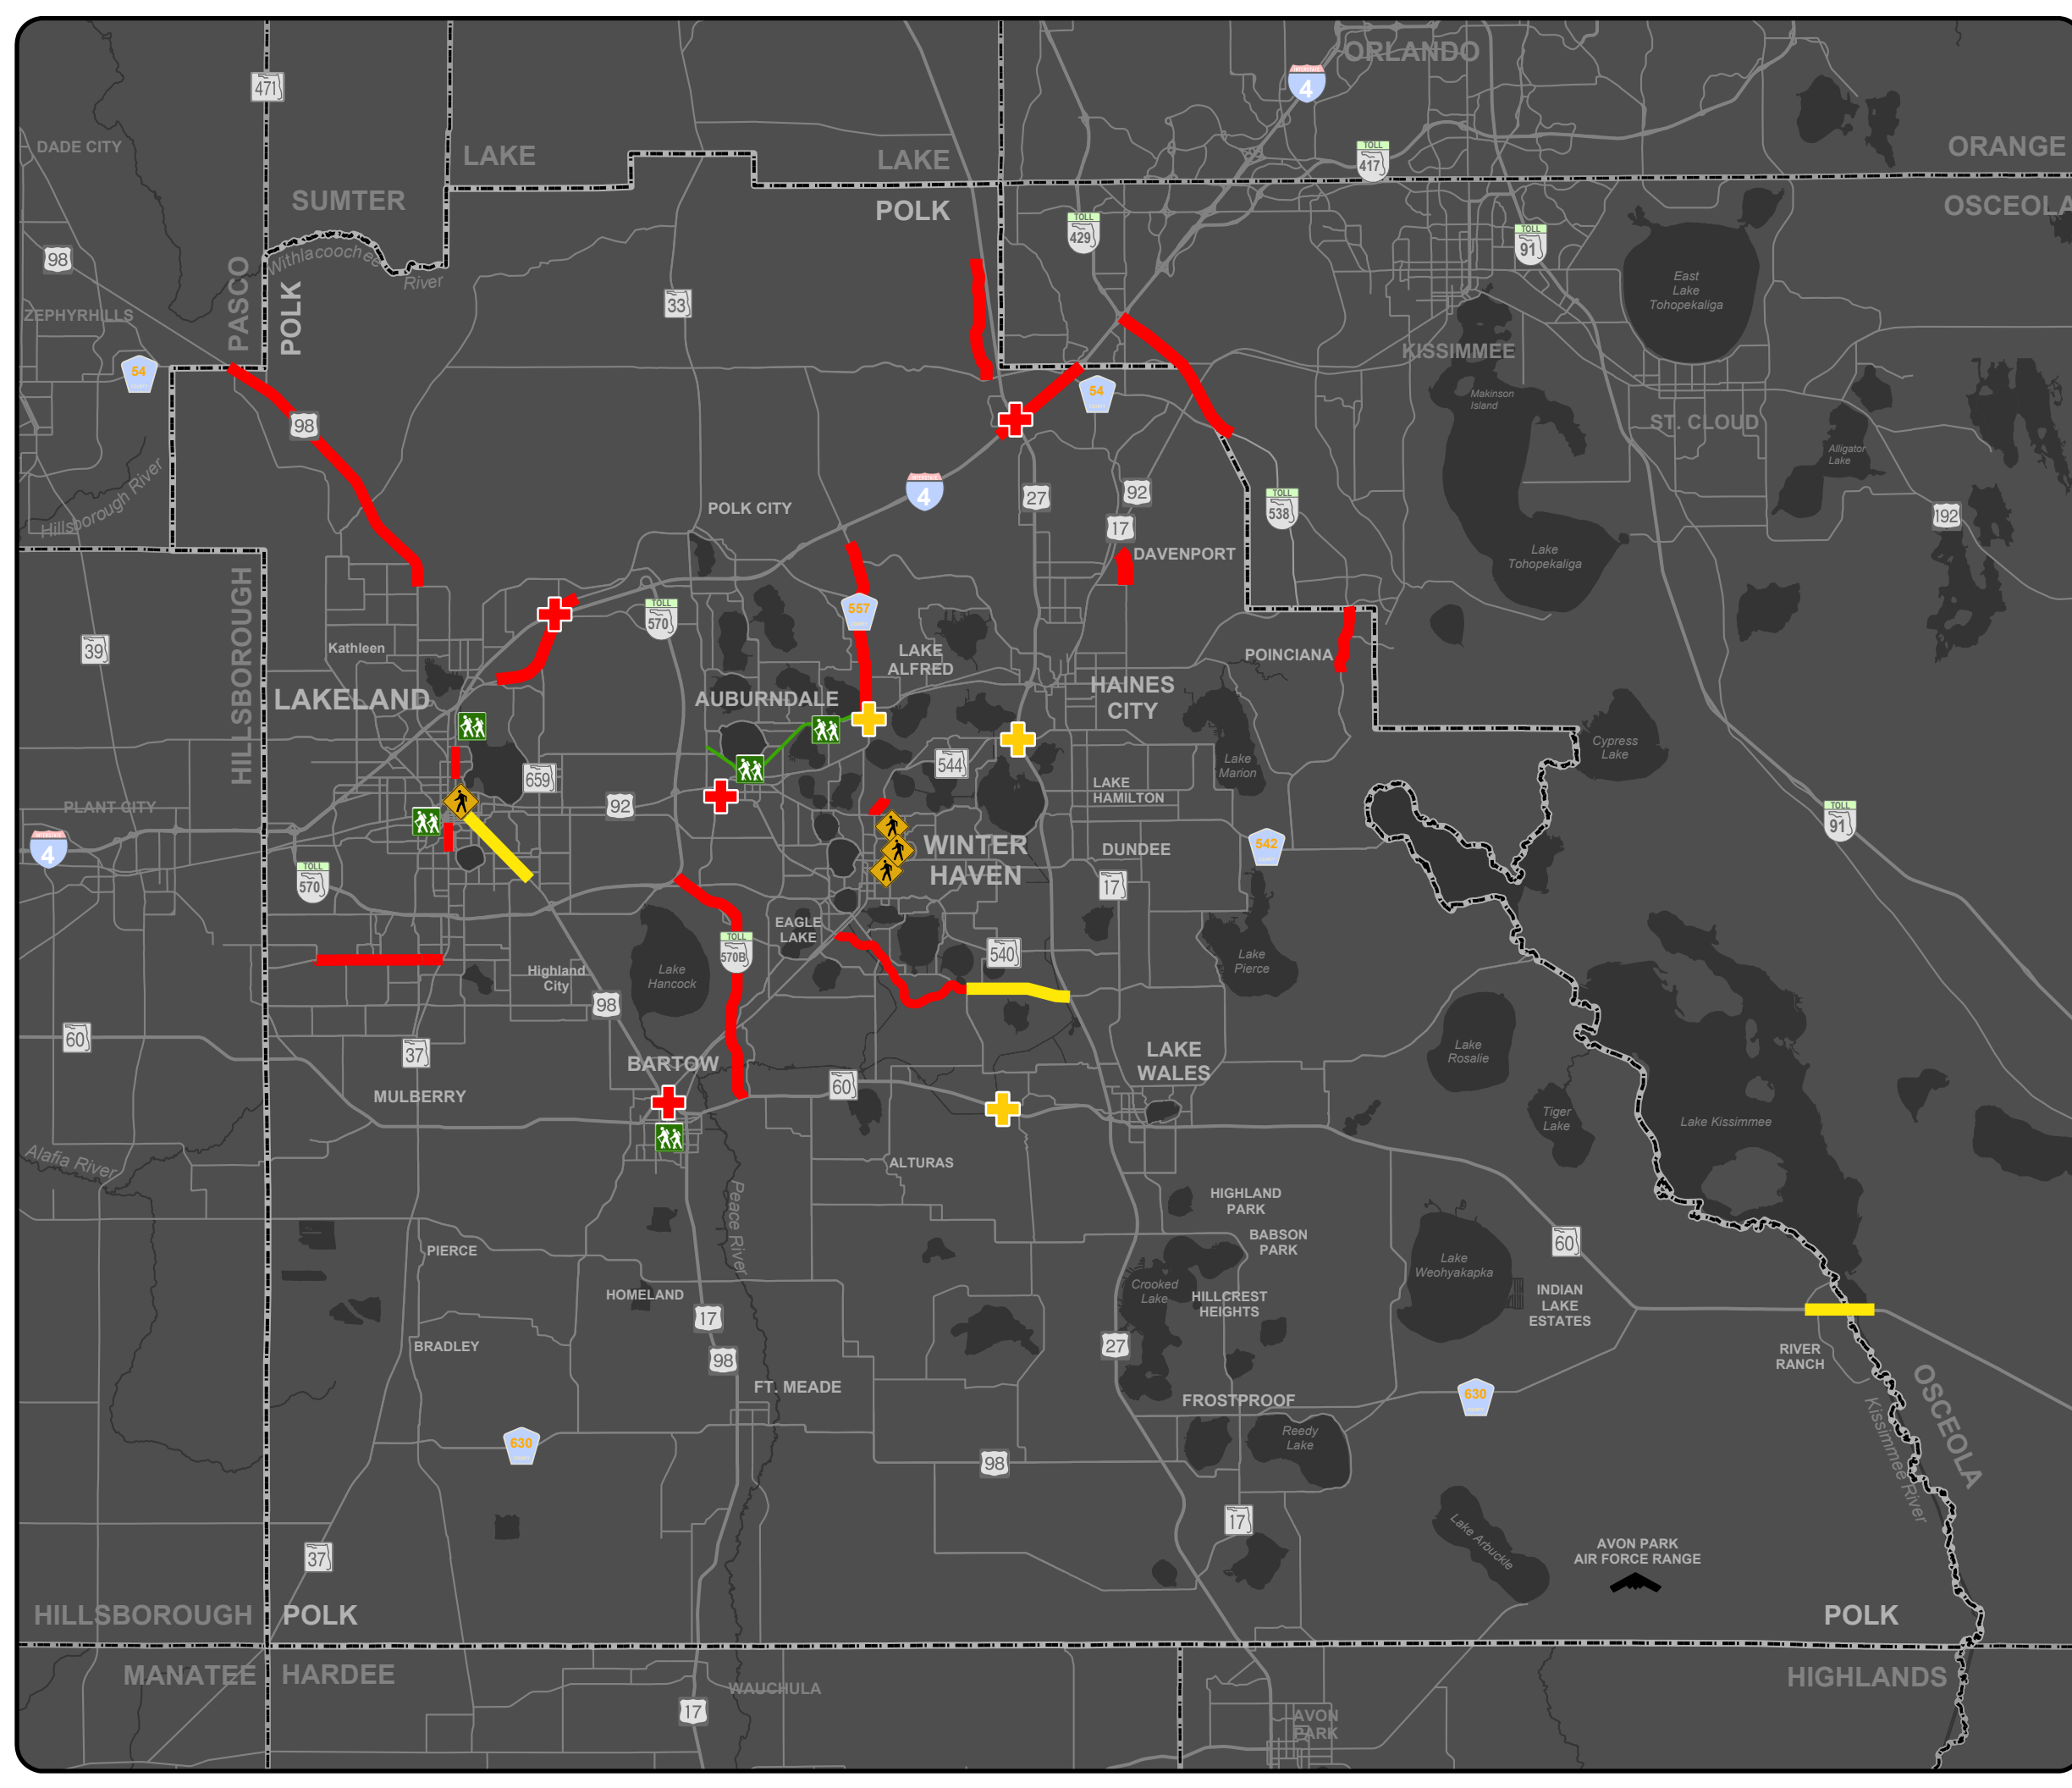 ORLANDO
4
471
DADE CITY
LAKE
LAKE
TOLL
417
ORANGE
SUMTER
POLK
OSCEOLA
TOLL
429
TOLL
91
98
Withlacoochee
River
PASCO
POLK
33
East
Lake
Tohopekaliga
ZEPHYRHILLS
KISSIMMEE
54
54
Makinson
Island
98
ST. CLOUD
Alligator
Lake
Hillsborough River
4
27
92
POLK CITY
TOLL
538
192
17
DAVENPORT
Lake
Tohopekaliga
HILLSBOROUGH
TOLL
570
557
39
Kathleen
LAKE
ALFRED
POINCIANA
LAKELAND
AUBURNDALE
HAINES
CITY
Cypress
Lake
544
Lake
Marion
659
LAKE
HAMILTON
PLANT CITY
92
TOLL
91
4
WINTER
HAVEN
DUNDEE
542
TOLL
570
17
EAGLE
LAKE
TOLL
570B
540
Lake
Pierce
Highland
City
Lake
Hancock
98
60
37
BARTOW
LAKE
WALES
Lake
Rosalie
MULBERRY
60
Tiger
Lake
Lake Kissimmee
Alafia River
ALTURAS
Peace River
HIGHLAND
PARK
PIERCE
BABSON
PARK
60
Lake
Weohyakapka
HOMELAND
Crooked
Lake
HILLCREST
HEIGHTS
INDIAN
LAKE
ESTATES
17
BRADLEY
27
RIVER
RANCH
98
FT. MEADE
FROSTPROOF
630
OSCEOLA
Kissimmee River
630
Reedy
Lake
98
17
Lake Arbuckle
37
AVON PARK
AIR FORCE RANGE
HILLSBOROUGH
POLK
POLK
MANATEE
HARDEE
HIGHLANDS
WAUCHULA
17
AVON
PARK